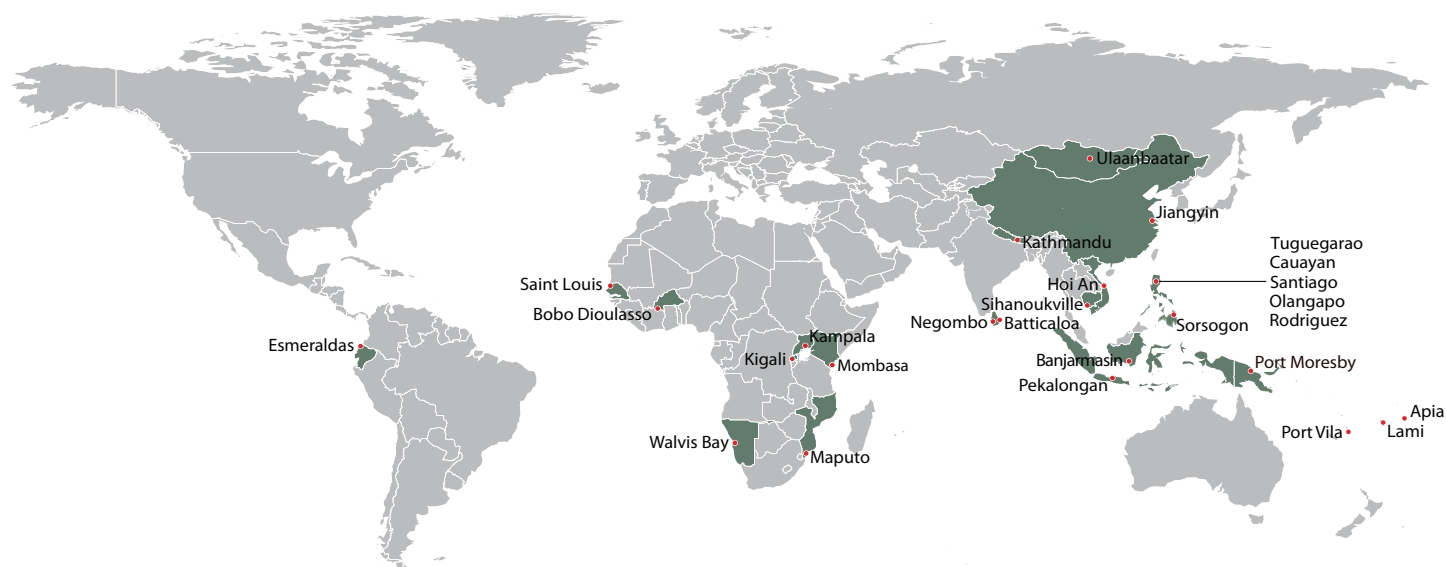 Ulaanbaatar
Jiangyin
Kathmandu
Tuguegarao
Cauayan
Santiago
Olangapo
Rodriguez
Saint Louis
Hoi An
Bobo Dioulasso
Sihanoukville
Negombo
Batticaloa
Sorsogon
Kampala
Esmeraldas
Kigali
Mombasa
Banjarmasin
Port Moresby
Pekalongan
Apia
Port Vila
Lami
Walvis Bay
Maputo